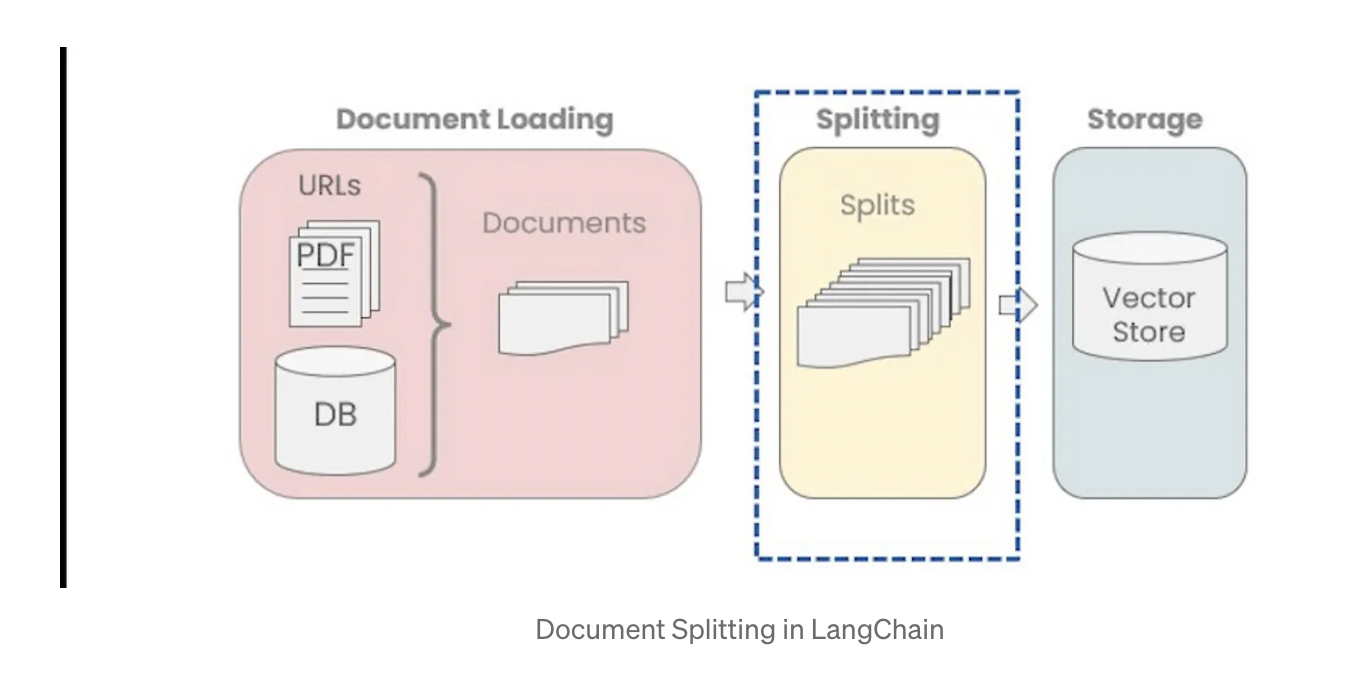 Document Loading
URLs
PDF
DB
Documents
Splitting
Splits
Storage
Vector
Store
Document Splitting in LangChain